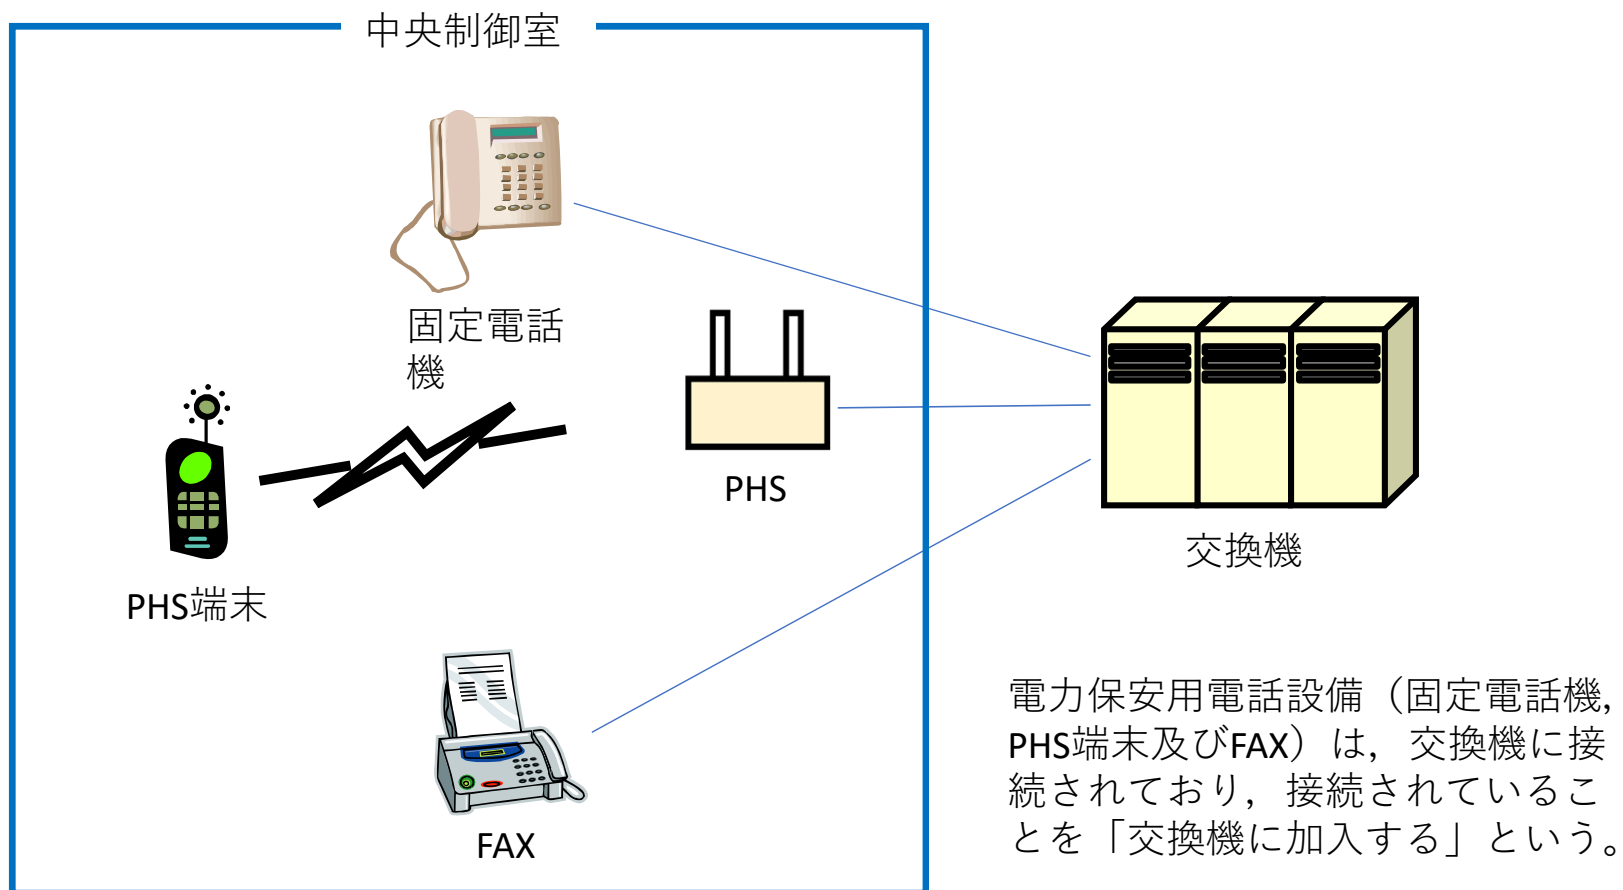 中央制御室
固定電話
機
PHS
PHS端末
交換機
FAX
電力保安用電話設備（固定電話機,
PHS端末及びFAX）は，交換機に接
続されており，接続されているこ
とを「交換機に加入する」という。